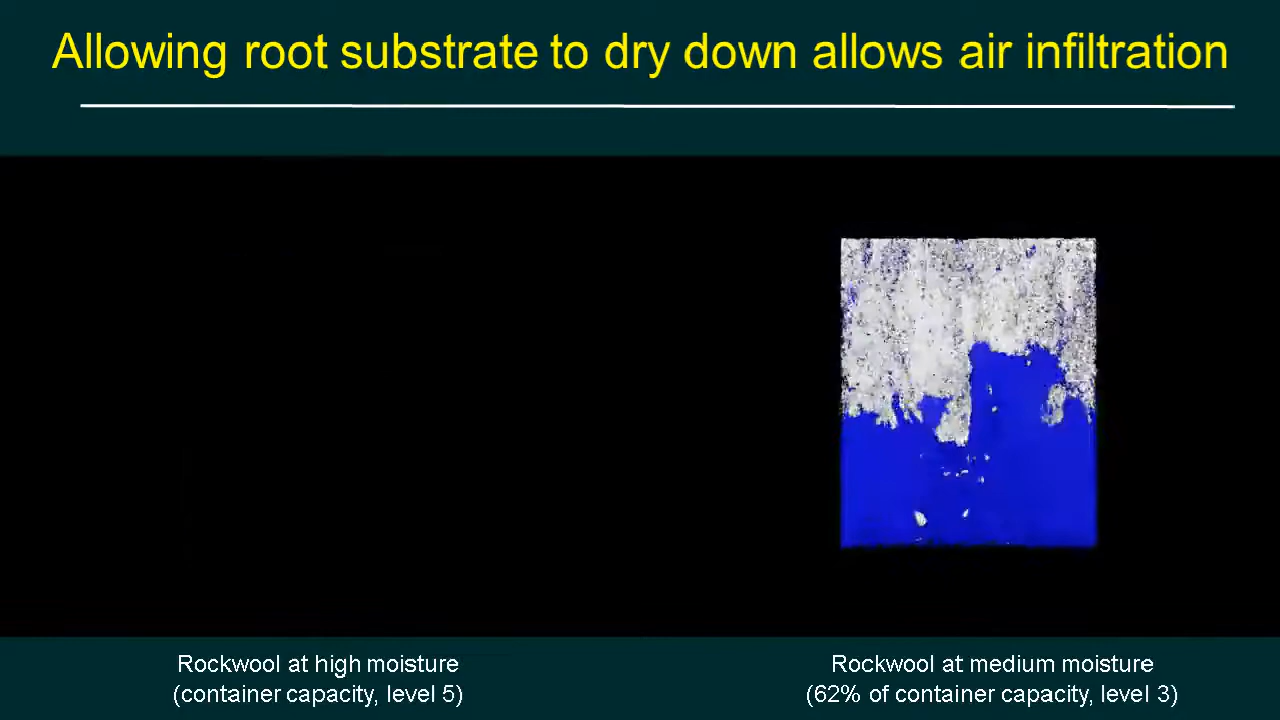 Allowing root substrate to dry down allows air infiltration
Rockwool at high moisture
(container capacity, level 5)
Rockwool at medium moisture
(62% of container capacity, level 3)